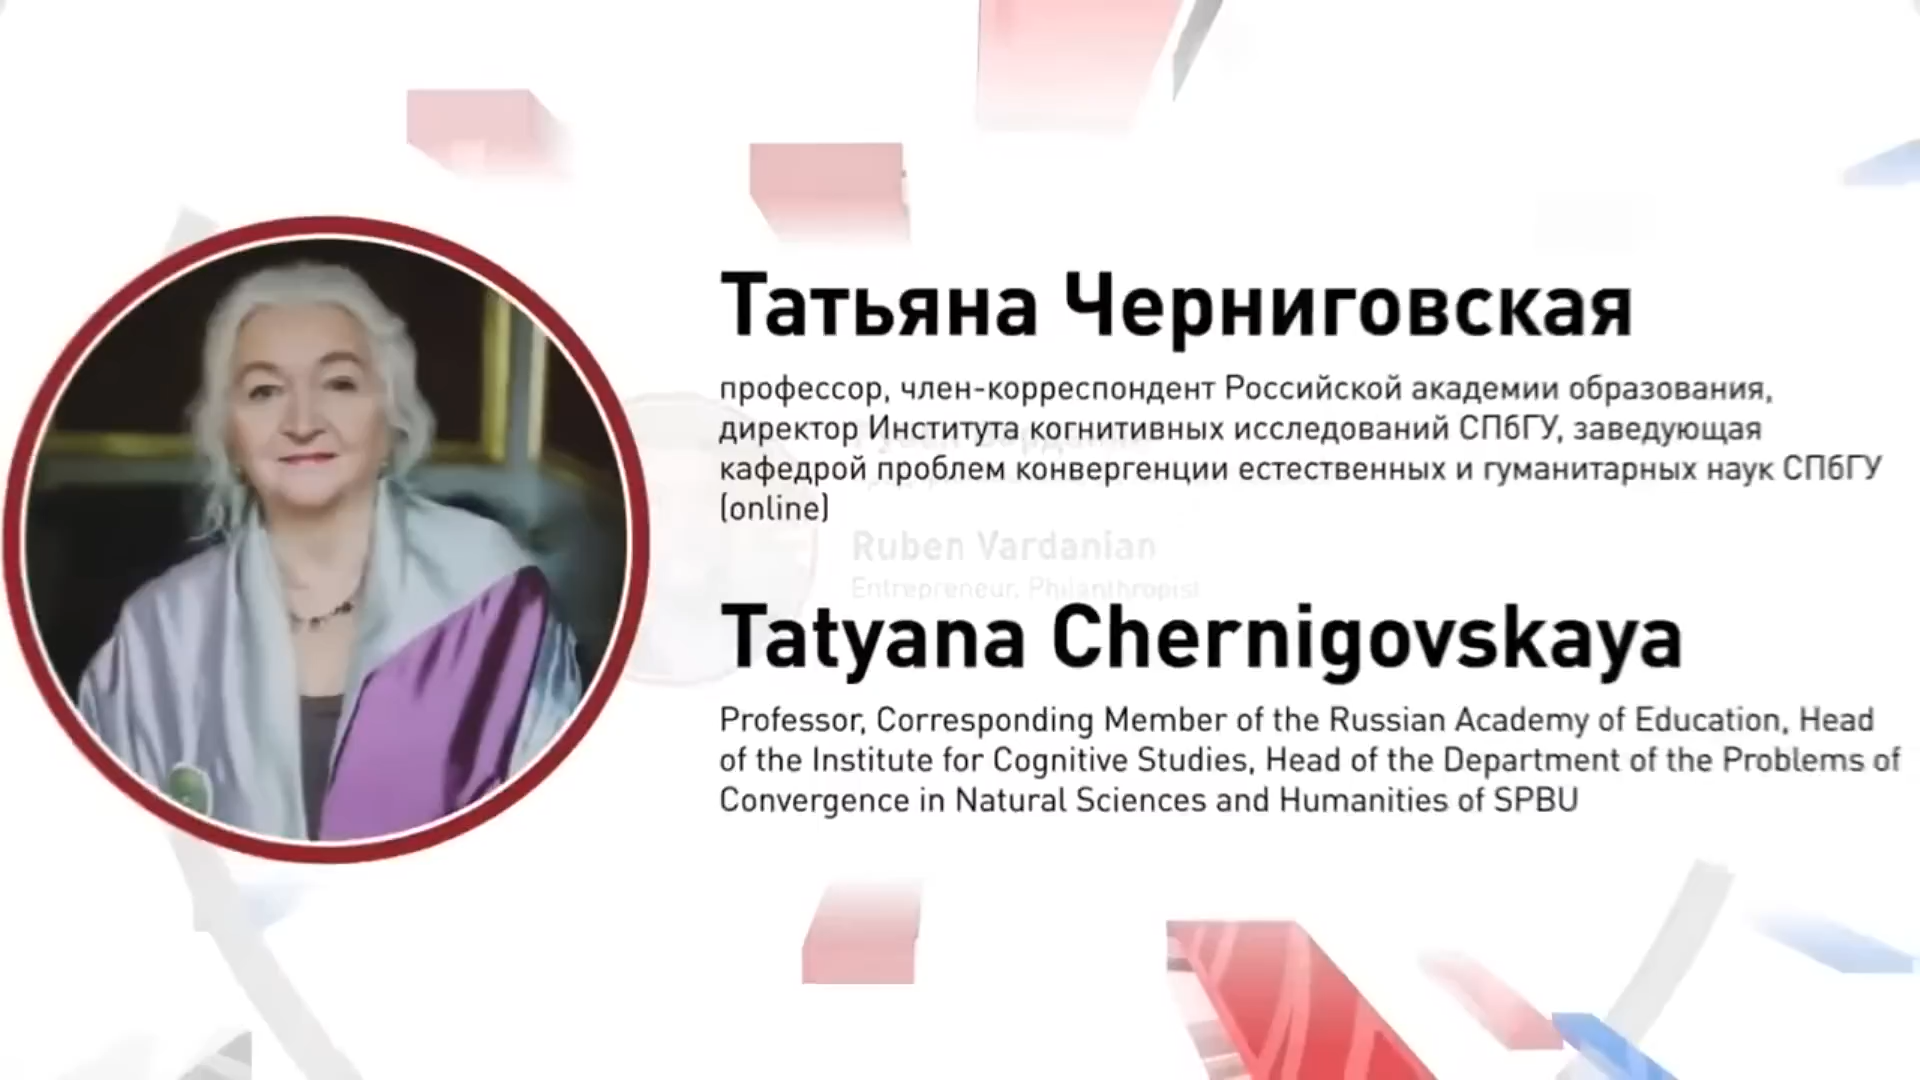 Татьяна Черниговская
профессор, член-корреспондент Российской академии образования,
директор Института когнитивных исследований СПбГУ, заведующая
кафедрой проблем конвергенции естественных и гуманитарных наук СПбГУ
(online)
Ruben Vardanian
Entrepreneur, Philanthropist
Tatyana Chernigovskaya
Professor, Corresponding Member of the Russian Academy of Education, Head
of the Institute for Cognitive Studies, Head of the Department of the Problems of
Convergence in Natural Sciences and Humanities of SPBU